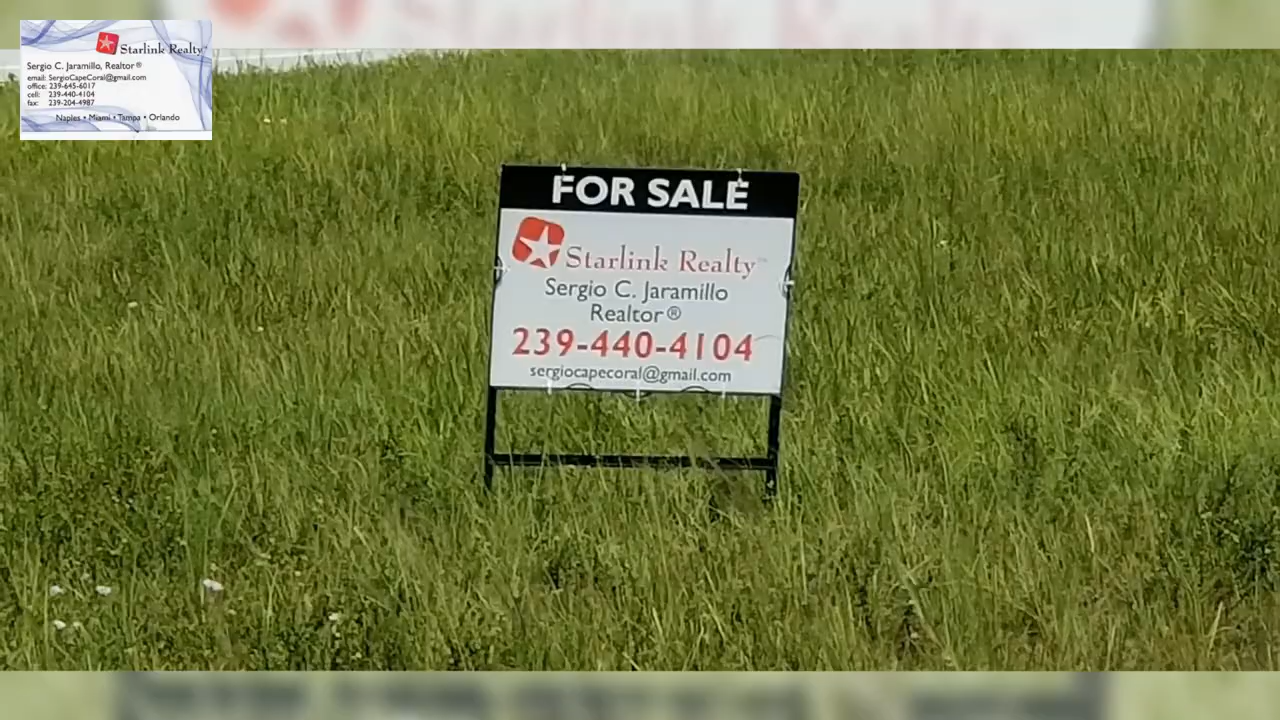 Starlink Realty
Sergio C. Jaramillo, Realtor®
email: SergioCapeCoral@gmail.com
office: 239-645-6017
cell: 239-440-4104
fax: 239-204-4987
Naples • Miami • Tampa • Orlando
FOR SALE
Starlink Realty™
Sergio C. Jaramillo
Realtor®
239-440-4104
sergiocapecoral@gmail.com